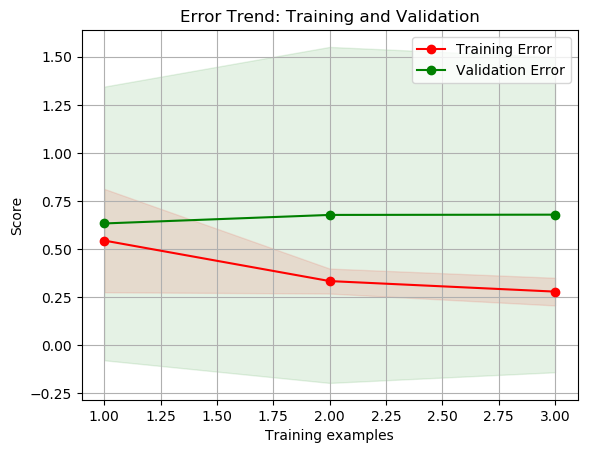 Error Trend: Training and Validation
Training Error
Validation Error
Score
1.50
1.25
1.00
0.75
0.50
0.25
0.00
−0.25
1.00 1.25 1.50 1.75 2.00 2.25 2.50 2.75 3.00
Training examples